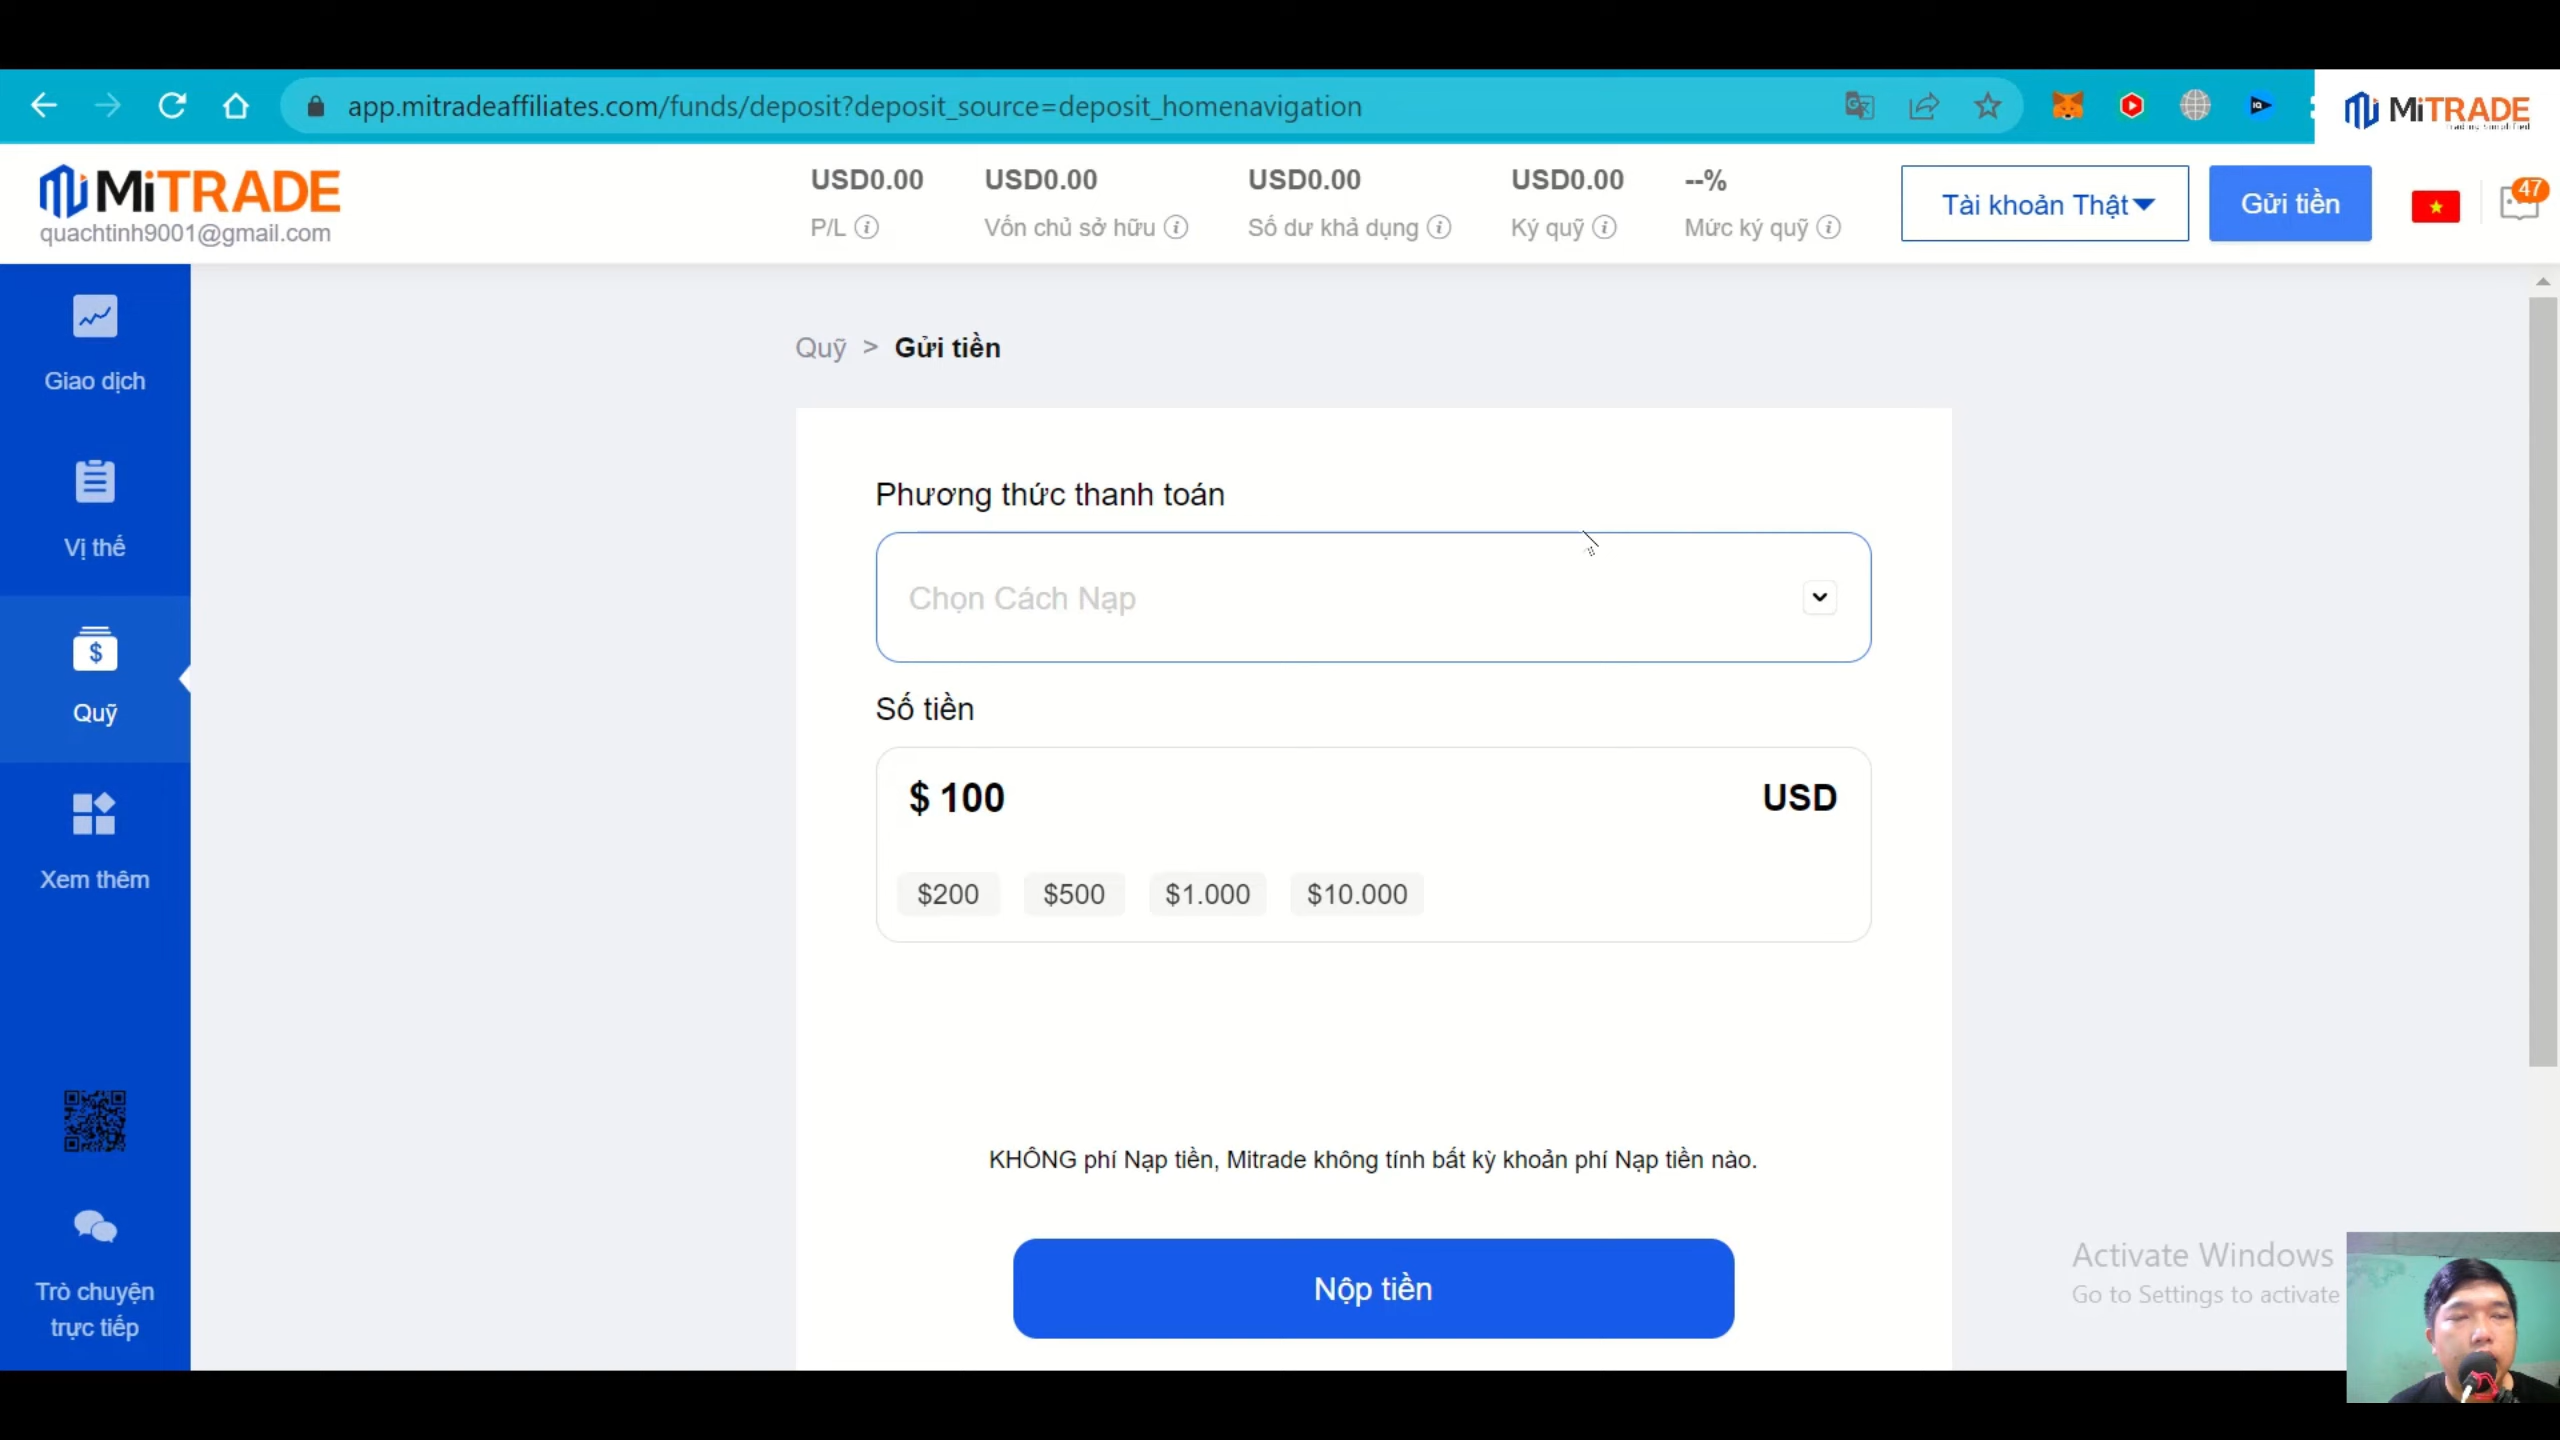 app.mitradeaffiliates.com/funds/deposit?deposit_source=deposit_homenavigation
MiTRADE
MiTRADE
quachtinh9001@gmail.com
USD0.00
P/L
USD0.00
Vốn chủ sở hữu
USD0.00
Số dư khả dụng
USD0.00
Ký quỹ
--%
Mức ký quỹ
Tài khoản Thật
Gửi tiền
47
Giao dịch
Vị thế
Quỹ
Xem thêm
Trò chuyện
trực tiếp
Quỹ > Gửi tiền
Phương thức thanh toán
Chọn Cách Nạp
Số tiền
$ 100 USD
$200 $500 $1.000 $10.000
KHÔNG phí Nạp tiền, Mitrade không tính bất kỳ khoản phí Nạp tiền nào.
Nộp tiền
Activate Windows
Go to Settings to activate